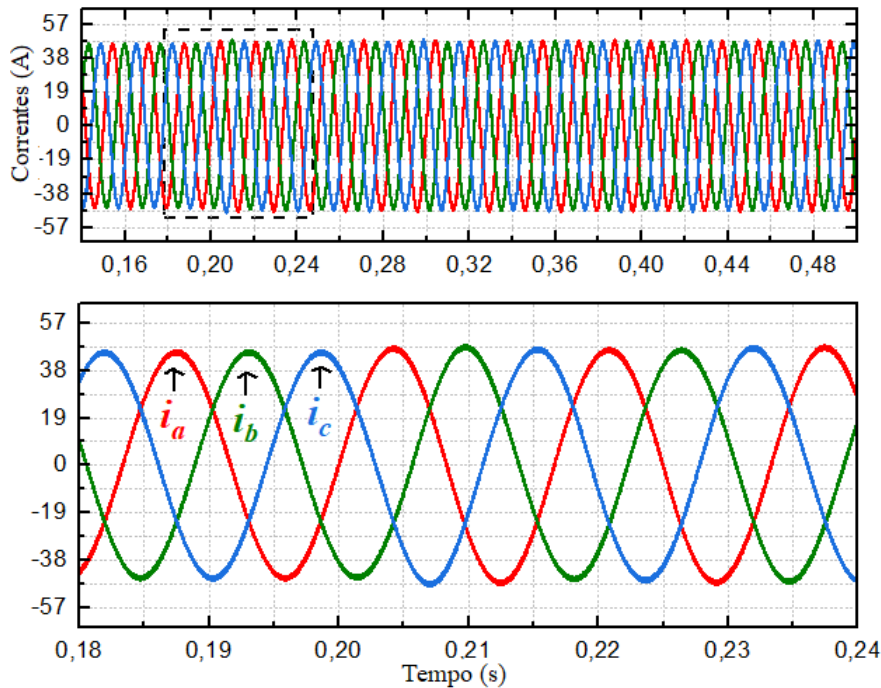 Correntes (A)
57
38
19
0
-19
-38
-57
0,16 0,20 0,24 0,28 0,32 0,36 0,40 0,44 0,48
57
38
19
0
-19
-38
-57
i_a i_b i_c
0,18 0,19 0,20 0,21 0,22 0,23 0,24
Tempo (s)